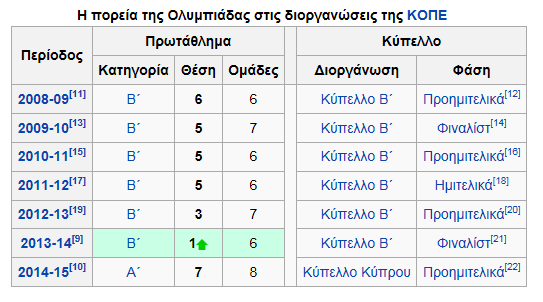 Η πορεία της Ολυμπιάδας στις διοργανώσεις της ΚΟΠΕ
Περίοδος Πρωτάθλημα Κύπελλο
Κατηγορία Θέση Ομάδες Διοργάνωση Φάση
2008-09[11] Β΄ 6 6 Κύπελλο Β΄ Προημιτελικά[12]
2009-10[13] Β΄ 5 7 Κύπελλο Β΄ Φιναλίστ[14]
2010-11[15] Β΄ 5 6 Κύπελλο Β΄ Προημιτελικά[16]
2011-12[17] Β΄ 5 6 Κύπελλο Β΄ Ημιτελικά[18]
2012-13[19] Β΄ 3 7 Κύπελλο Β΄ Προημιτελικά[20]
2013-14[9] Β΄ 1 6 Κύπελλο Β΄ Φιναλίστ[21]
2014-15[10] Α΄ 7 8 Κύπελλο Κύπρου Προημιτελικά[22]